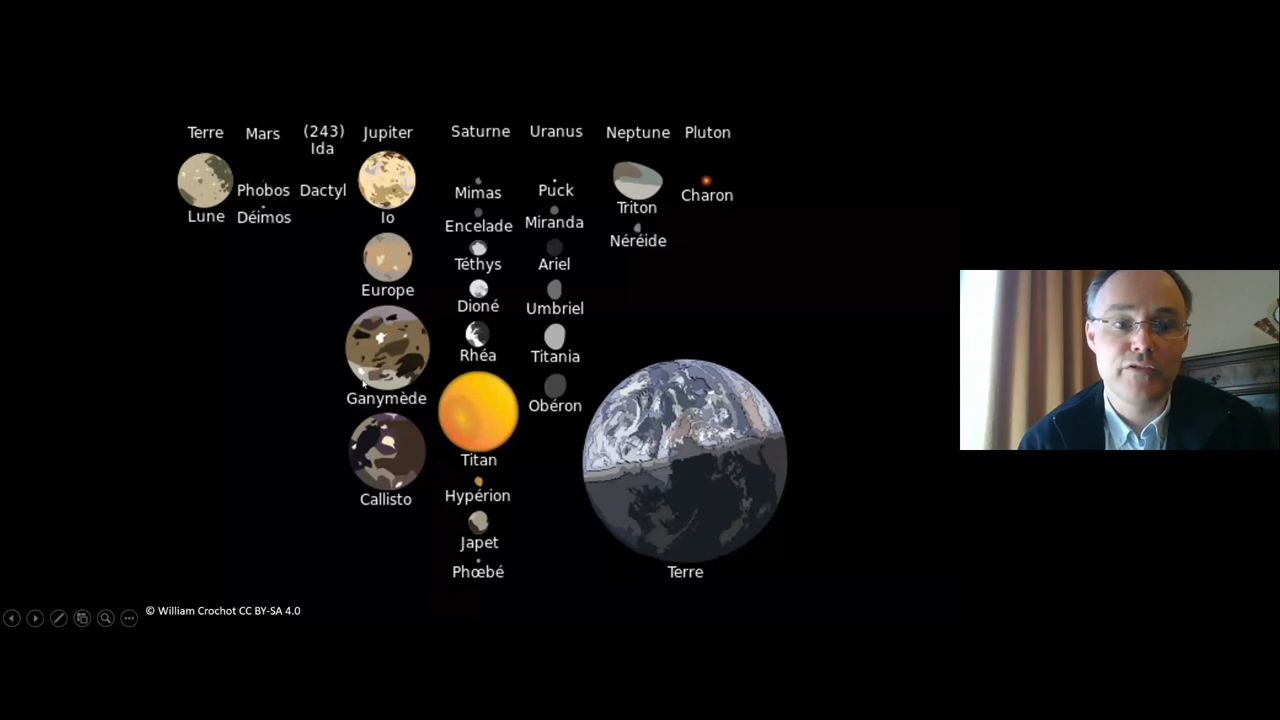 Terre
Mars
(243)
Ida
Jupiter
Saturne
Uranus
Neptune
Pluton
Lune
Phobos
Déimos
Dactyl
Io
Europe
Ganymède
Callisto
Mimas
Encelade
Téthys
Dioné
Rhéa
Titan
Hypérion
Japet
Phœbé
Puck
Miranda
Ariel
Umbriel
Titania
Obéron
Triton
Néréide
Charon
Terre
© William Crochot CC BY-SA 4.0